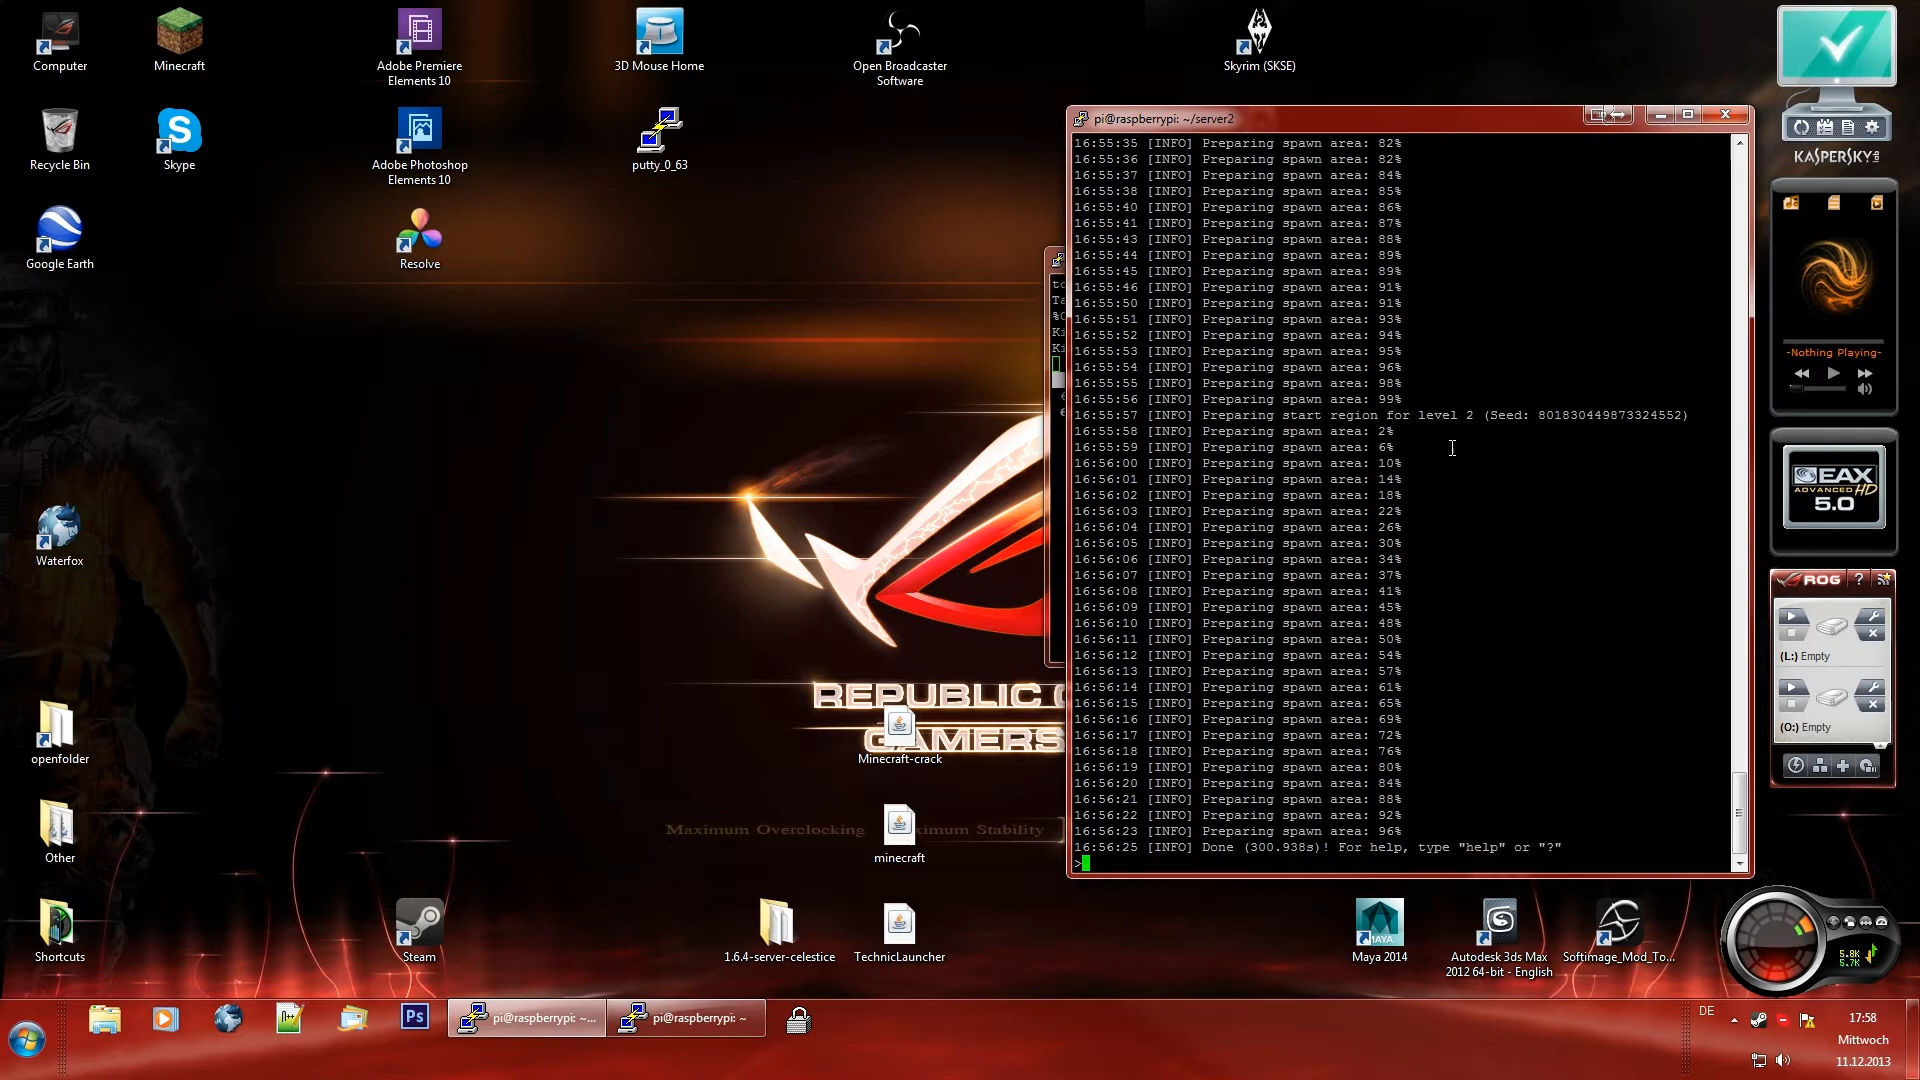 Computer
Minecraft
Adobe Premiere
Elements 10
3D Mouse Home
Open Broadcaster
Software
Skyrim (SKSE)
Recycle Bin
Skype
Adobe Photoshop
Elements 10
putty_0_63
Google Earth
Resolve
Waterfox
openfolder
Other
Shortcuts
Steam
REPUBLIC
GAMERS
Minecraft-crack
Maximum Overclocking
Stability
minecraft
1.6.4-server-celestice
TechnicLauncher
pi@raspberrypi: ~/server2
16:55:35 [INFO] Preparing spawn area: 82%
16:55:36 [INFO] Preparing spawn area: 82%
16:55:37 [INFO] Preparing spawn area: 84%
16:55:38 [INFO] Preparing spawn area: 85%
16:55:40 [INFO] Preparing spawn area: 86%
16:55:41 [INFO] Preparing spawn area: 87%
16:55:43 [INFO] Preparing spawn area: 88%
16:55:44 [INFO] Preparing spawn area: 89%
16:55:45 [INFO] Preparing spawn area: 89%
16:55:46 [INFO] Preparing spawn area: 91%
16:55:50 [INFO] Preparing spawn area: 91%
16:55:51 [INFO] Preparing spawn area: 93%
16:55:52 [INFO] Preparing spawn area: 94%
16:55:53 [INFO] Preparing spawn area: 95%
16:55:54 [INFO] Preparing spawn area: 96%
16:55:55 [INFO] Preparing spawn area: 98%
16:55:56 [INFO] Preparing spawn area: 99%
16:55:57 [INFO] Preparing start region for level 2 (Seed: 801830449873324552)
16:55:58 [INFO] Preparing spawn area: 2%
16:55:59 [INFO] Preparing spawn area: 6%
16:56:00 [INFO] Preparing spawn area: 10%
16:56:01 [INFO] Preparing spawn area: 14%
16:56:02 [INFO] Preparing spawn area: 18%
16:56:03 [INFO] Preparing spawn area: 22%
16:56:04 [INFO] Preparing spawn area: 26%
16:56:05 [INFO] Preparing spawn area: 30%
16:56:06 [INFO] Preparing spawn area: 34%
16:56:07 [INFO] Preparing spawn area: 37%
16:56:08 [INFO] Preparing spawn area: 41%
16:56:09 [INFO] Preparing spawn area: 45%
16:56:10 [INFO] Preparing spawn area: 48%
16:56:11 [INFO] Preparing spawn area: 50%
16:56:12 [INFO] Preparing spawn area: 54%
16:56:13 [INFO] Preparing spawn area: 57%
16:56:14 [INFO] Preparing spawn area: 61%
16:56:15 [INFO] Preparing spawn area: 65%
16:56:16 [INFO] Preparing spawn area: 69%
16:56:17 [INFO] Preparing spawn area: 72%
16:56:18 [INFO] Preparing spawn area: 76%
16:56:19 [INFO] Preparing spawn area: 80%
16:56:20 [INFO] Preparing spawn area: 84%
16:56:21 [INFO] Preparing spawn area: 88%
16:56:22 [INFO] Preparing spawn area: 92%
16:56:23 [INFO] Preparing spawn area: 96%
16:56:25 [INFO] Done (300.938s)! For help, type "help" or "?"
>
Maya 2014
Autodesk 3ds Max
2012 64-bit - English
Softimage_Mod_To...
KASPERSKY
-Nothing Playing-
EAX
ADVANCED HD
5.0
ROG
(L:) Empty
(O:) Empty
5.8K
5.7K
Ps
pi@raspberrypi: ~...
pi@raspberrypi: ~
DE
17:58
Mittwoch
11.12.2013